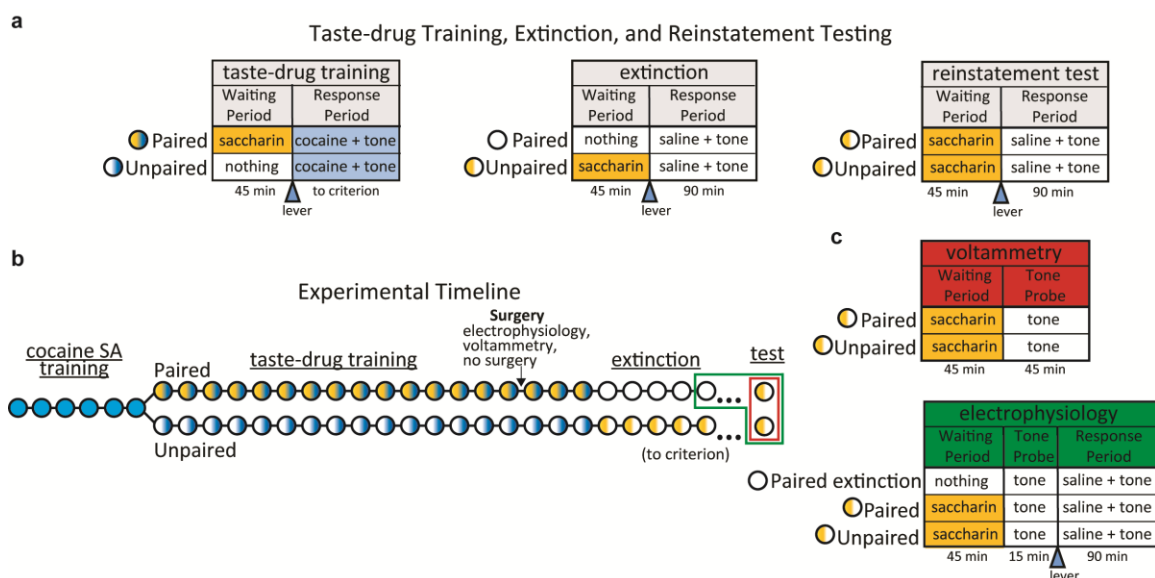 a
Taste-drug Training, Extinction, and Reinstatement Testing
taste-drug training
Waiting Period
Response Period
Paired
saccharin
cocaine + tone
Unpaired
nothing
cocaine + tone
45 min
to criterion
lever
extinction
Waiting Period
Response Period
Paired
nothing
saline + tone
Unpaired
saccharin
saline + tone
45 min
90 min
lever
reinstatement test
Waiting Period
Response Period
Paired
saccharin
saline + tone
Unpaired
saccharin
saline + tone
45 min
90 min
lever
b
Experimental Timeline
Surgery
electrophysiology,
voltammetry,
no surgery
cocaine SA
training
Paired
taste-drug training
extinction
test
...
...
Unpaired
(to criterion)
c
voltammetry
Waiting Period
Tone Probe
Paired
saccharin
tone
Unpaired
saccharin
tone
45 min
45 min
electrophysiology
Waiting Period
Tone Probe
Response Period
Paired extinction
nothing
tone
saline + tone
Paired
saccharin
tone
saline + tone
Unpaired
saccharin
tone
saline + tone
45 min
15 min
90 min
lever